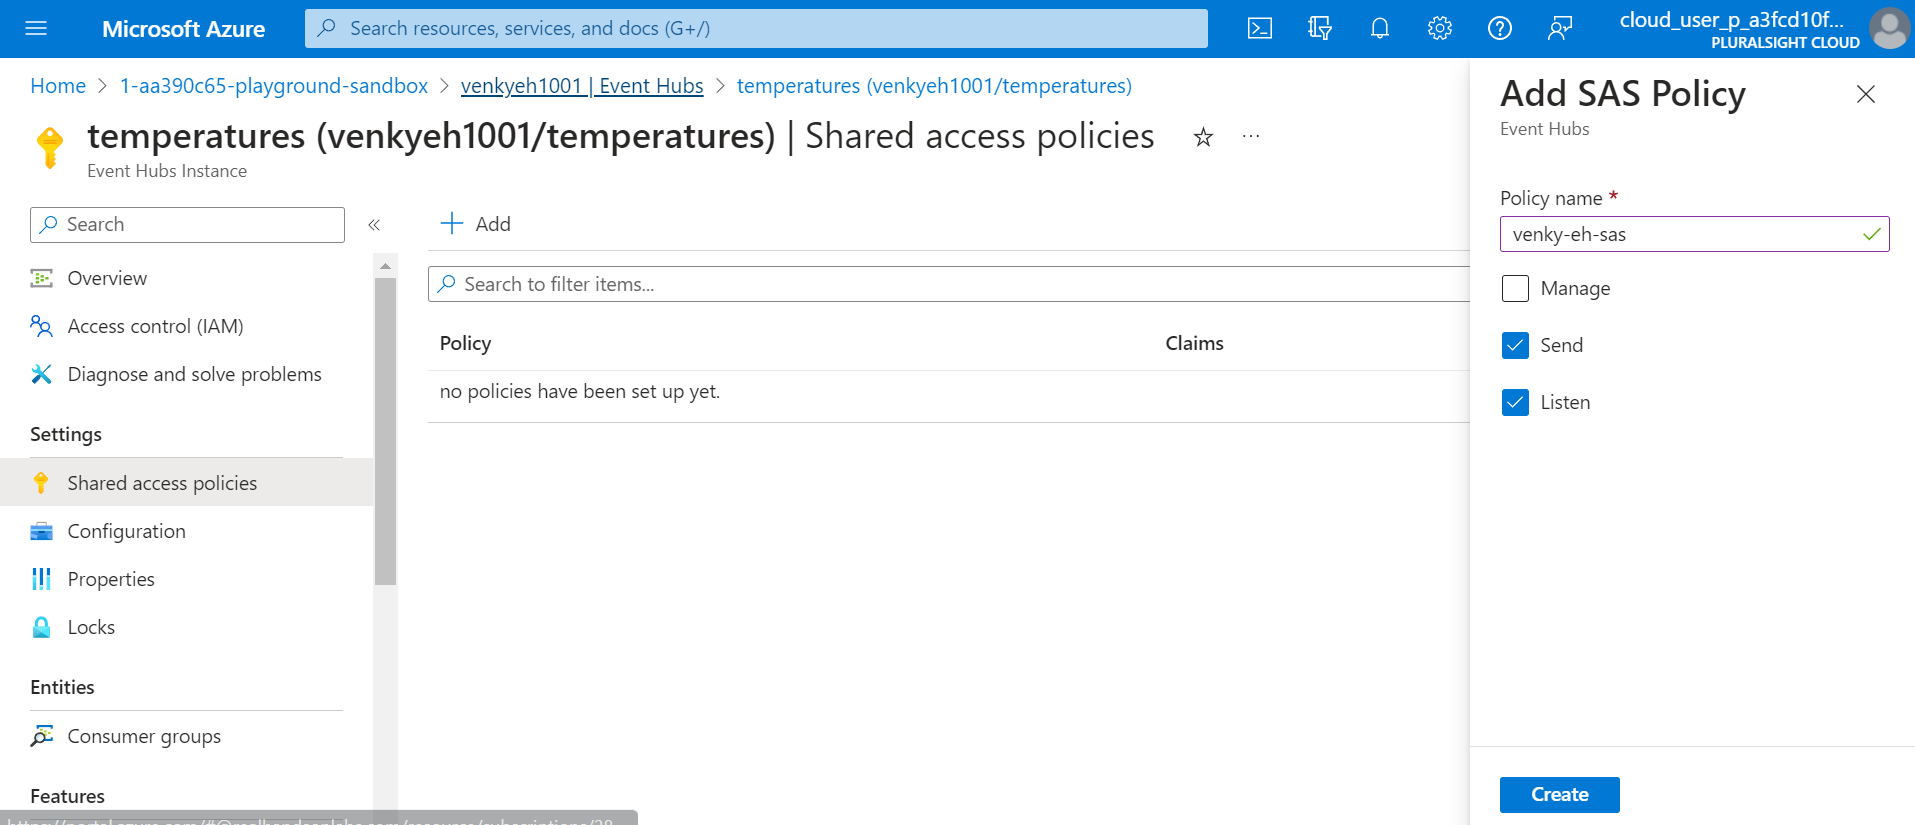 Microsoft Azure
Search resources, services, and docs (G+/)
cloud_user_p_a3fcd10f...
PLURALSIGHT CLOUD
Home > 1-aa390c65-playground-sandbox > venkyeh1001 | Event Hubs > temperatures (venkyeh1001/temperatures)
temperatures (venkyeh1001/temperatures) | Shared access policies
Event Hubs Instance
Search
Overview
Access control (IAM)
Diagnose and solve problems
Settings
Shared access policies
Configuration
Properties
Locks
Entities
Consumer groups
Features
Add
Search to filter items...
Policy Claims
no policies have been set up yet.
Add SAS Policy
Event Hubs
Policy name *
venky-eh-sas
Manage
Send
Listen
Create